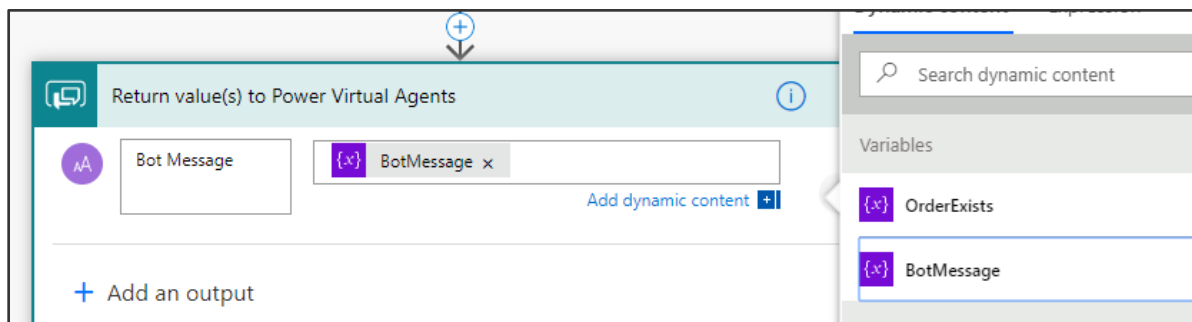 Dynamic content Expression
Return value(s) to Power Virtual Agents
Search dynamic content
Variables
Bot Message
{x} BotMessage ×
Add dynamic content
{x} OrderExists
{x} BotMessage
+ Add an output